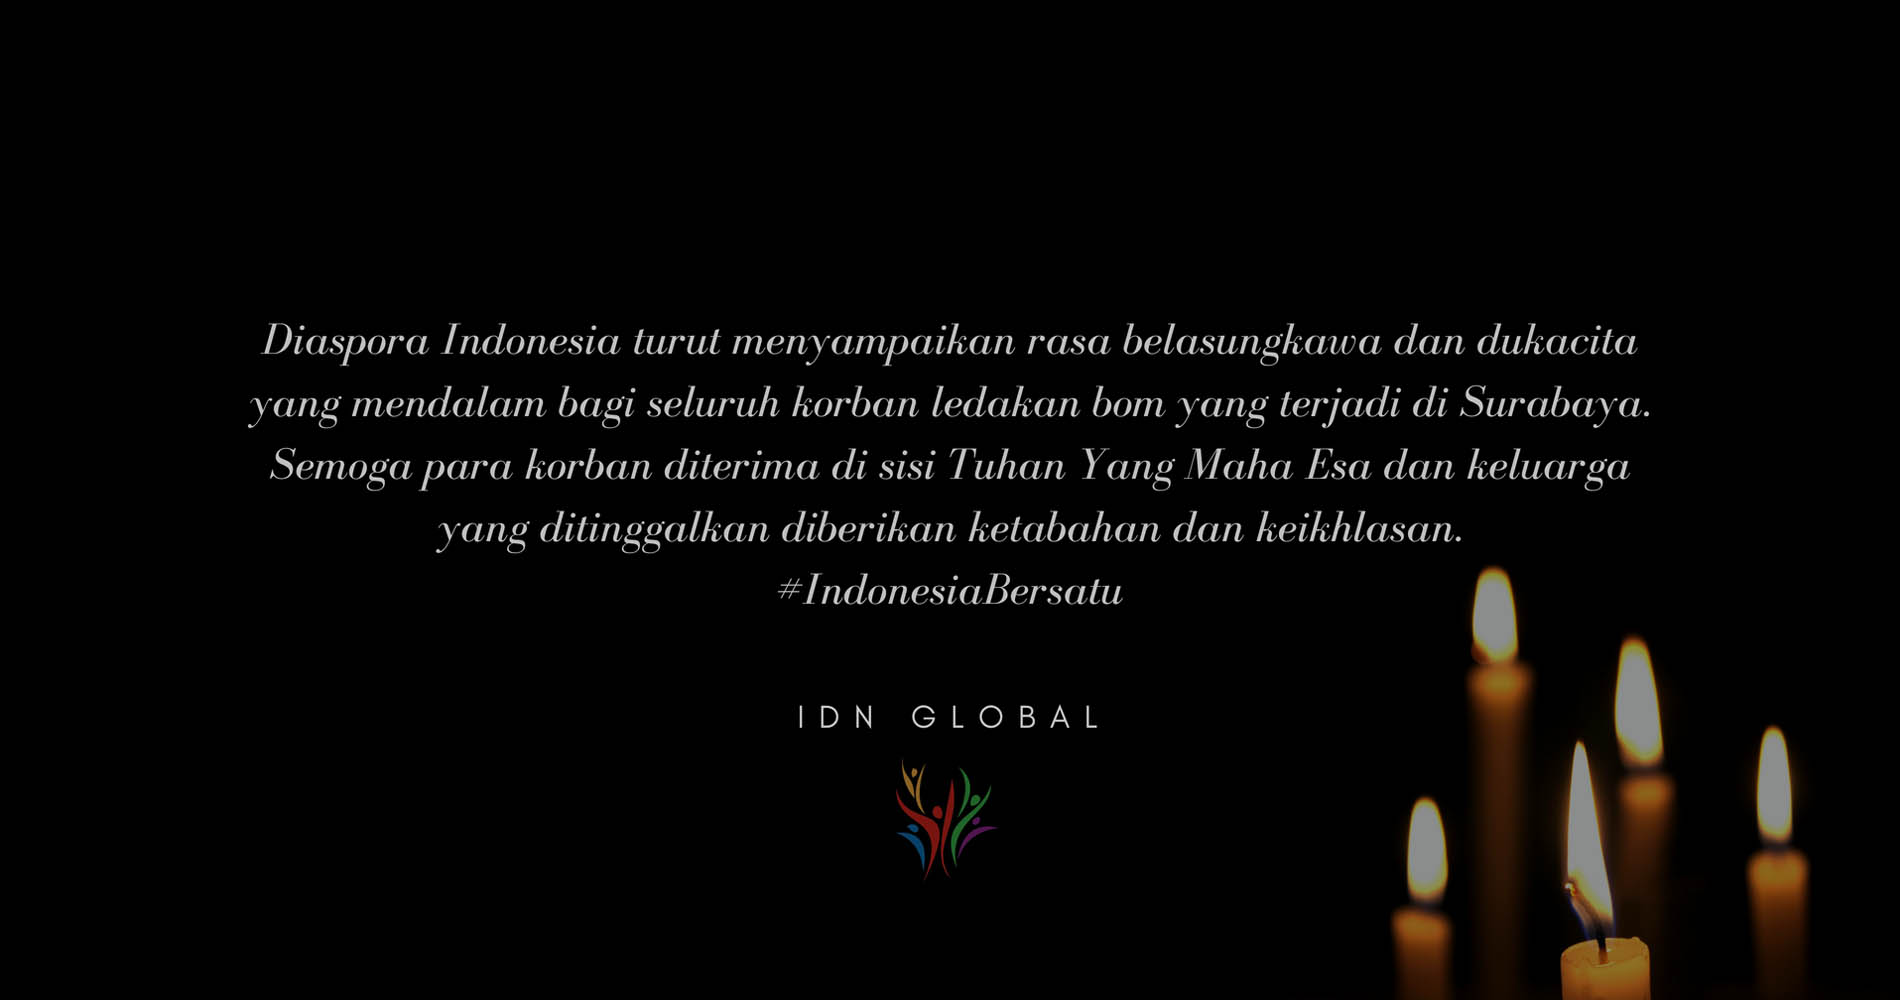 Diaspora Indonesia turut menyampaikan rasa belasungkawa dan dukacita
yang mendalam bagi seluruh korban ledakan bom yang terjadi di Surabaya.
Semoga para korban diterima di sisi Tuhan Yang Maha Esa dan keluarga
yang ditinggalkan diberikan ketabahan dan keikhlasan.
#IndonesiaBersatu
IDN GLOBAL